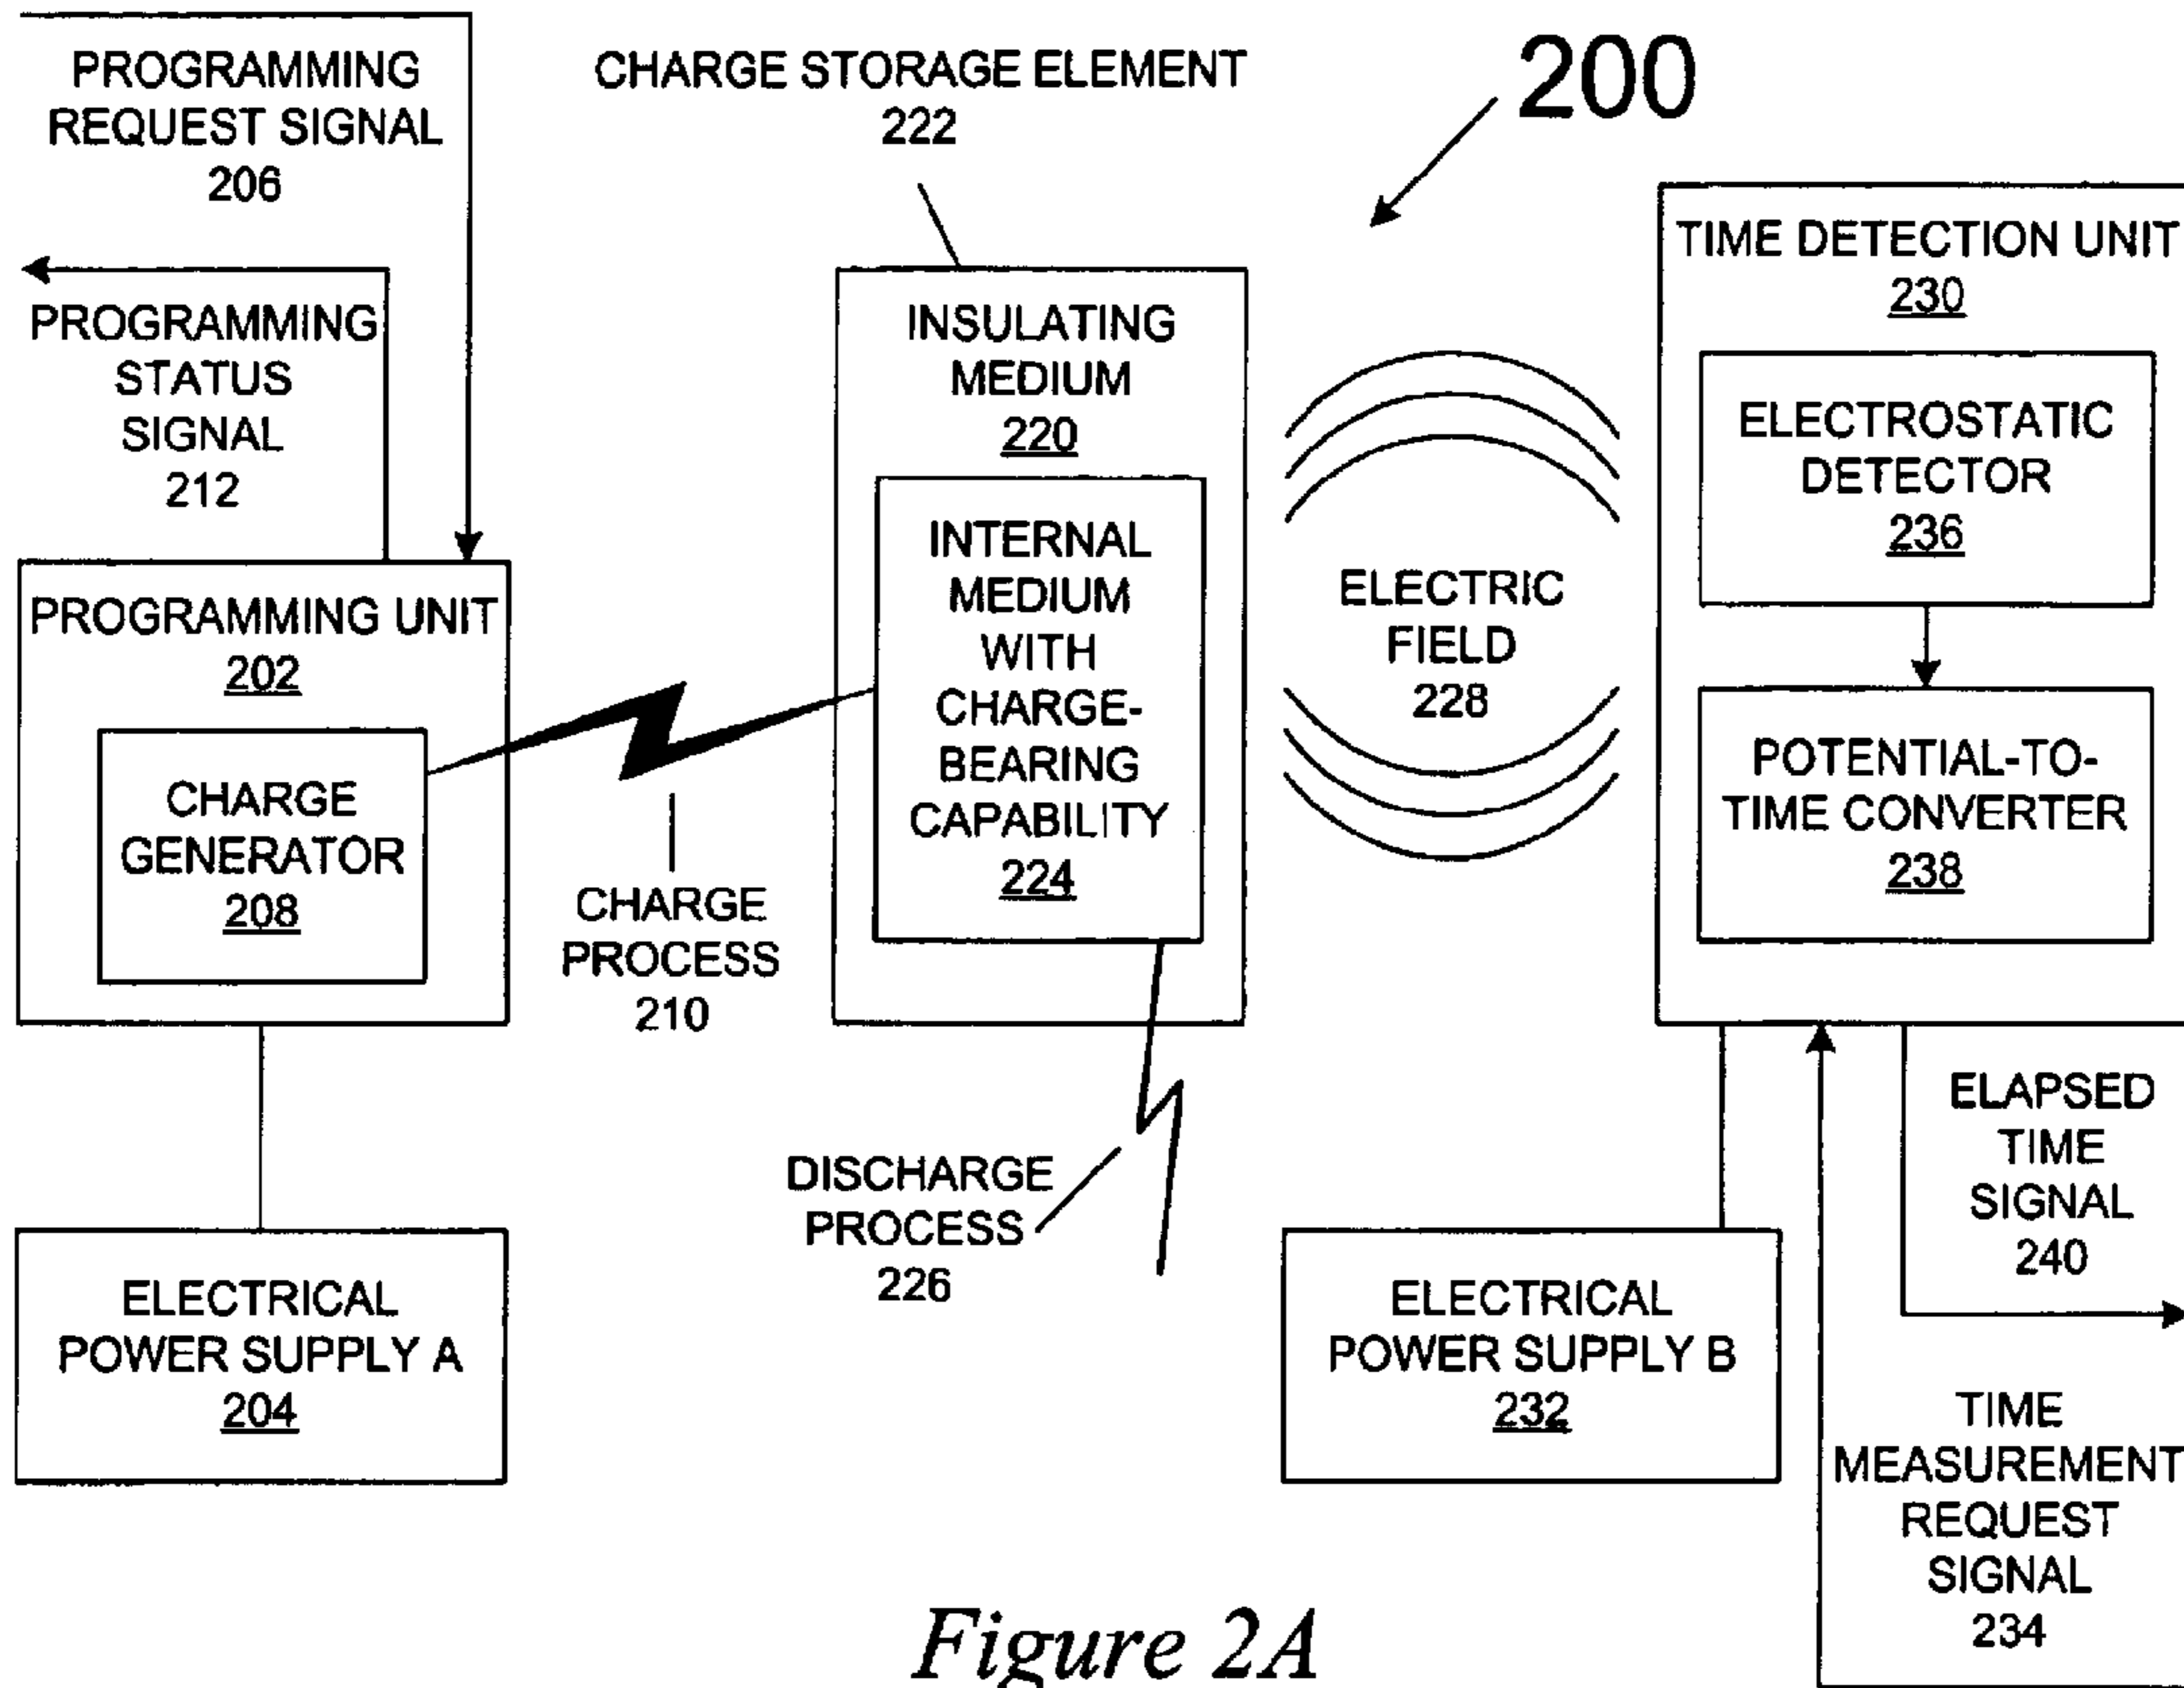 PROGRAMMING
REQUEST SIGNAL
206
CHARGE STORAGE ELEMENT
222
200
PROGRAMMING
STATUS
SIGNAL
212
PROGRAMMING UNIT
202
CHARGE
GENERATOR
208
ELECTRICAL
POWER SUPPLY A
204
CHARGE
PROCESS
210
INSULATING
MEDIUM
220
INTERNAL
MEDIUM
WITH
CHARGE-
BEARING
CAPABILITY
224
DISCHARGE
PROCESS
226
ELECTRIC
FIELD
228
TIME DETECTION UNIT
230
ELECTROSTATIC
DETECTOR
236
POTENTIAL-TO-
TIME CONVERTER
238
ELECTRICAL
POWER SUPPLY B
232
ELAPSED
TIME
SIGNAL
240
TIME
MEASUREMENT
REQUEST
SIGNAL
234
Figure 2A